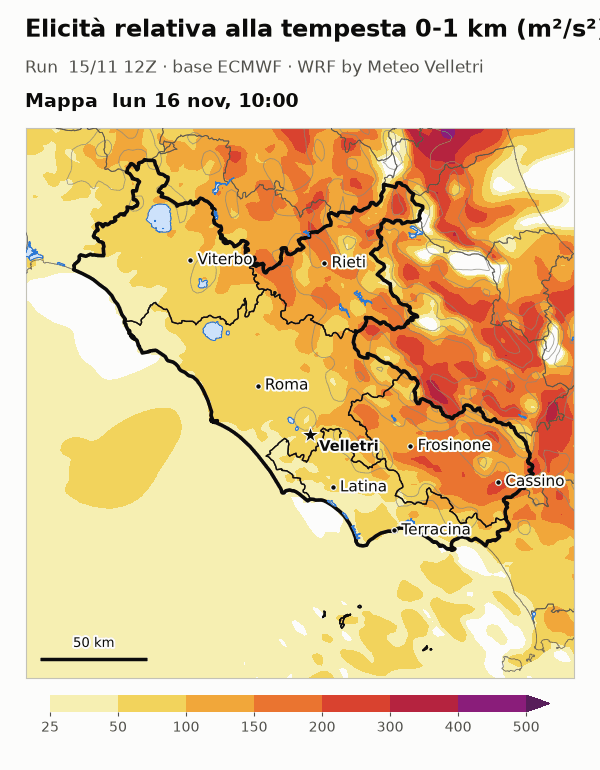 Elicità relativa alla tempesta 0-1 km (m²/s²)
Run 15/11 12Z · base ECMWF · WRF by Meteo Velletri
Mappa lun 16 nov, 10:00
Viterbo
Rieti
Roma
Velletri
Frosinone
Cassino
Latina
Terracina
50 km
25 50 100 150 200 300 400 500